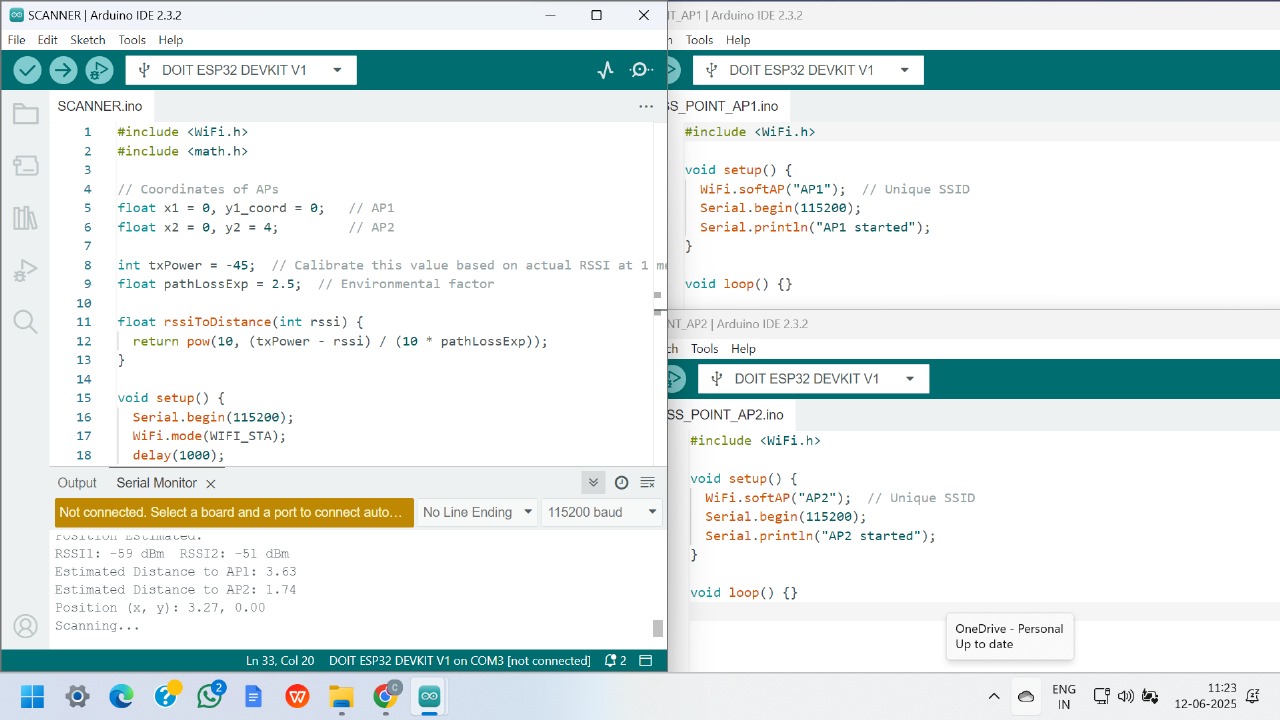 SCANNER | Arduino IDE 2.3.2
File Edit Sketch Tools Help
DOIT ESP32 DEVKIT V1
SCANNER.ino
1 #include <WiFi.h>
2 #include <math.h>
3
4 // Coordinates of APs
5 float x1 = 0, y1_coord = 0; // AP1
6 float x2 = 0, y2 = 4; // AP2
7
8 int txPower = -45; // Calibrate this value based on actual RSSI at 1 me
9 float pathLossExp = 2.5; // Environmental factor
10
11 float rssiToDistance(int rssi) {
12 return pow(10, (txPower - rssi) / (10 * pathLossExp));
13 }
14
15 void setup() {
16 Serial.begin(115200);
17 WiFi.mode(WIFI_STA);
18 delay(1000);
Output Serial Monitor
Not connected. Select a board and a port to connect auto... No Line Ending 115200 baud
Position Estimated:
RSSI1: -59 dBm RSSI2: -51 dBm
Estimated Distance to AP1: 3.63
Estimated Distance to AP2: 1.74
Position (x, y): 3.27, 0.00
Scanning...
Ln 33, Col 20 DOIT ESP32 DEVKIT V1 on COM3 [not connected] 2
T_AP1 | Arduino IDE 2.3.2
h Tools Help
DOIT ESP32 DEVKIT V1
SS_POINT_AP1.ino
#include <WiFi.h>
void setup() {
WiFi.softAP("AP1"); // Unique SSID
Serial.begin(115200);
Serial.println("AP1 started");
}
void loop() {}
NT_AP2 | Arduino IDE 2.3.2
ch Tools Help
DOIT ESP32 DEVKIT V1
SS_POINT_AP2.ino
#include <WiFi.h>
void setup() {
WiFi.softAP("AP2"); // Unique SSID
Serial.begin(115200);
Serial.println("AP2 started");
}
void loop() {}
OneDrive - Personal
Up to date
2
C
ENG
IN
11:23
12-06-2025